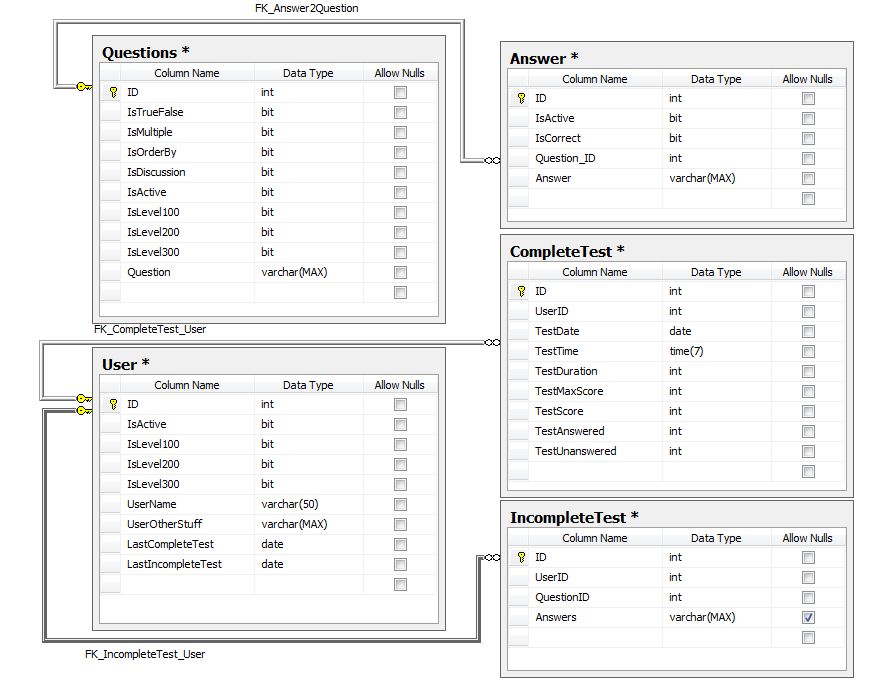 FK_Answer2Question
Questions *
Column Name Data Type Allow Nulls
ID int
IsTrueFalse bit
IsMultiple bit
IsOrderBy bit
IsDiscussion bit
IsActive bit
IsLevel100 bit
IsLevel200 bit
IsLevel300 bit
Question varchar(MAX)
Answer *
Column Name Data Type Allow Nulls
ID int
IsActive bit
IsCorrect bit
Question_ID int
Answer varchar(MAX)
FK_CompleteTest_User
CompleteTest *
Column Name Data Type Allow Nulls
ID int
UserID int
TestDate date
TestTime time(7)
TestDuration int
TestMaxScore int
TestScore int
TestAnswered int
TestUnanswered int
User *
Column Name Data Type Allow Nulls
ID int
IsActive bit
IsLevel100 bit
IsLevel200 bit
IsLevel300 bit
UserName varchar(50)
UserOtherStuff varchar(MAX)
LastCompleteTest date
LastIncompleteTest date
IncompleteTest *
Column Name Data Type Allow Nulls
ID int
UserID int
QuestionID int
Answers varchar(MAX)
FK_IncompleteTest_User